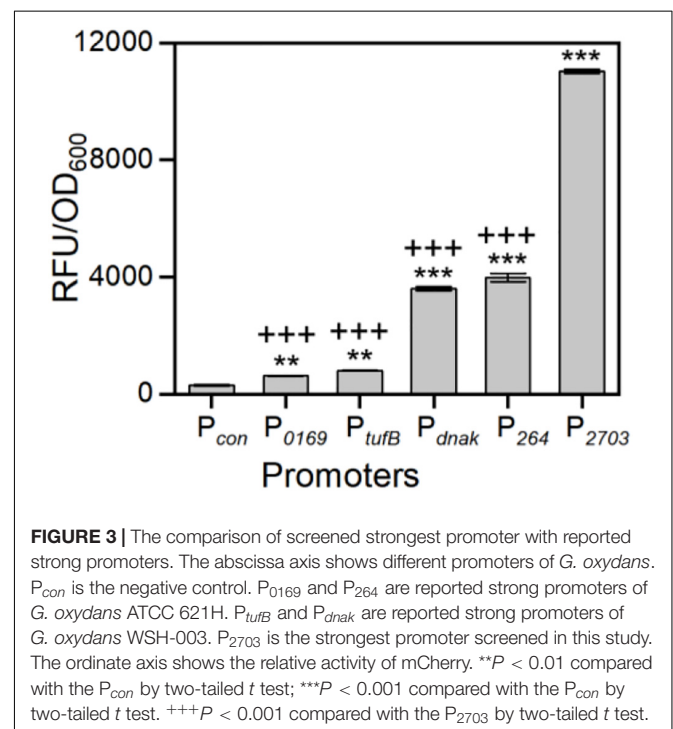 12000
***
RFU/OD600
8000
+++
+++
***
***
4000
+++
+++
**
**
0
Pcon P0169 PtufB Pdnak P264 P2703
Promoters
FIGURE 3 | The comparison of screened strongest promoter with reported
strong promoters. The abscissa axis shows different promoters of G. oxydans.
Pcon is the negative control. P0169 and P264 are reported strong promoters of
G. oxydans ATCC 621H. PtufB and Pdnak are reported strong promoters of
G. oxydans WSH-003. P2703 is the strongest promoter screened in this study.
The ordinate axis shows the relative activity of mCherry. **P < 0.01 compared
with the Pcon by two-tailed t test; ***P < 0.001 compared with the Pcon by
two-tailed t test. +++P < 0.001 compared with the P2703 by two-tailed t test.